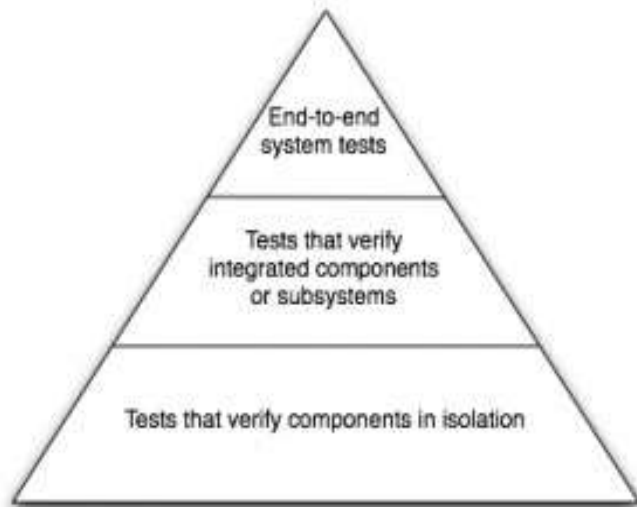 End-to-end
system tests
Tests that verify
integrated components
or subsystems
Tests that verify components in isolation